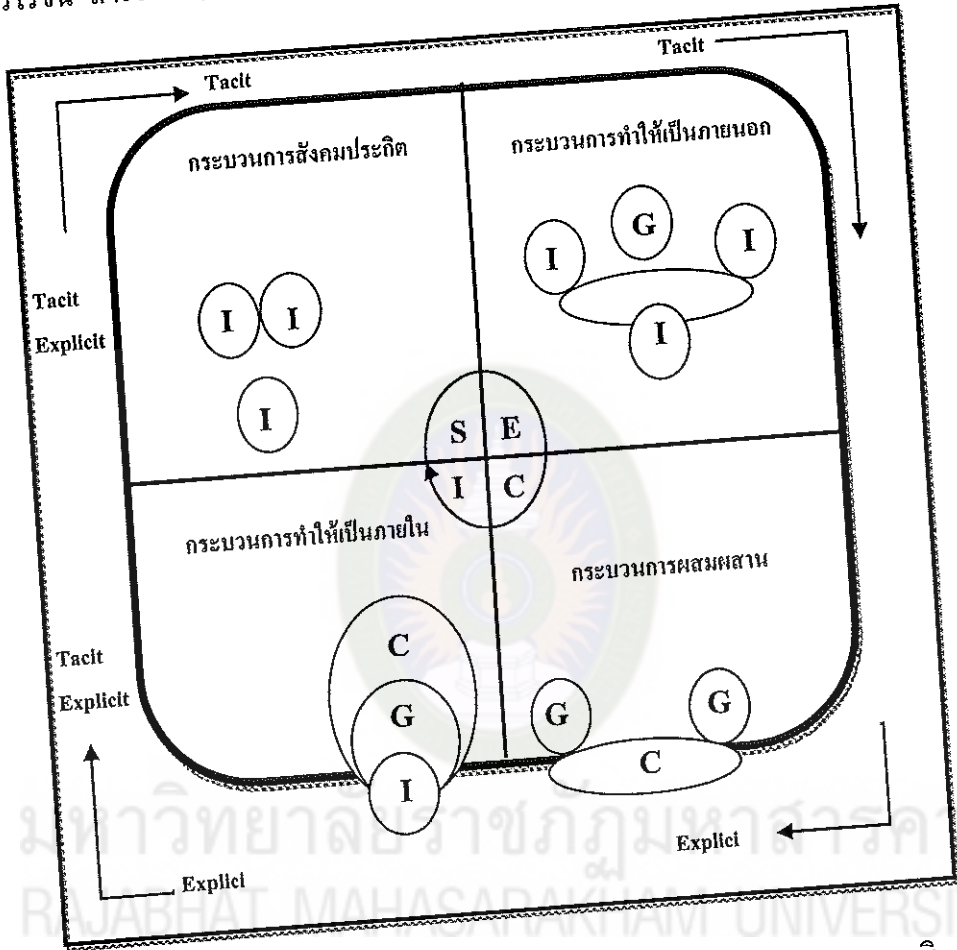 Tacit
Tacit
กระบวนการสังคมประกิต
กระบวนการทำให้เป็นภายนอก
I
G
I
I
I
I
I
Tacit
Explicit
S
E
I
C
กระบวนการทำให้เป็นภายใน
กระบวนการผสมผสาน
Tacit
Explicit
C
G
I
G
G
C
Explici
Explici
มหาวิทยาลัยราชภัฏมหาสารคา
RAJABHAT MAHASARAKHAM UNIVERSI